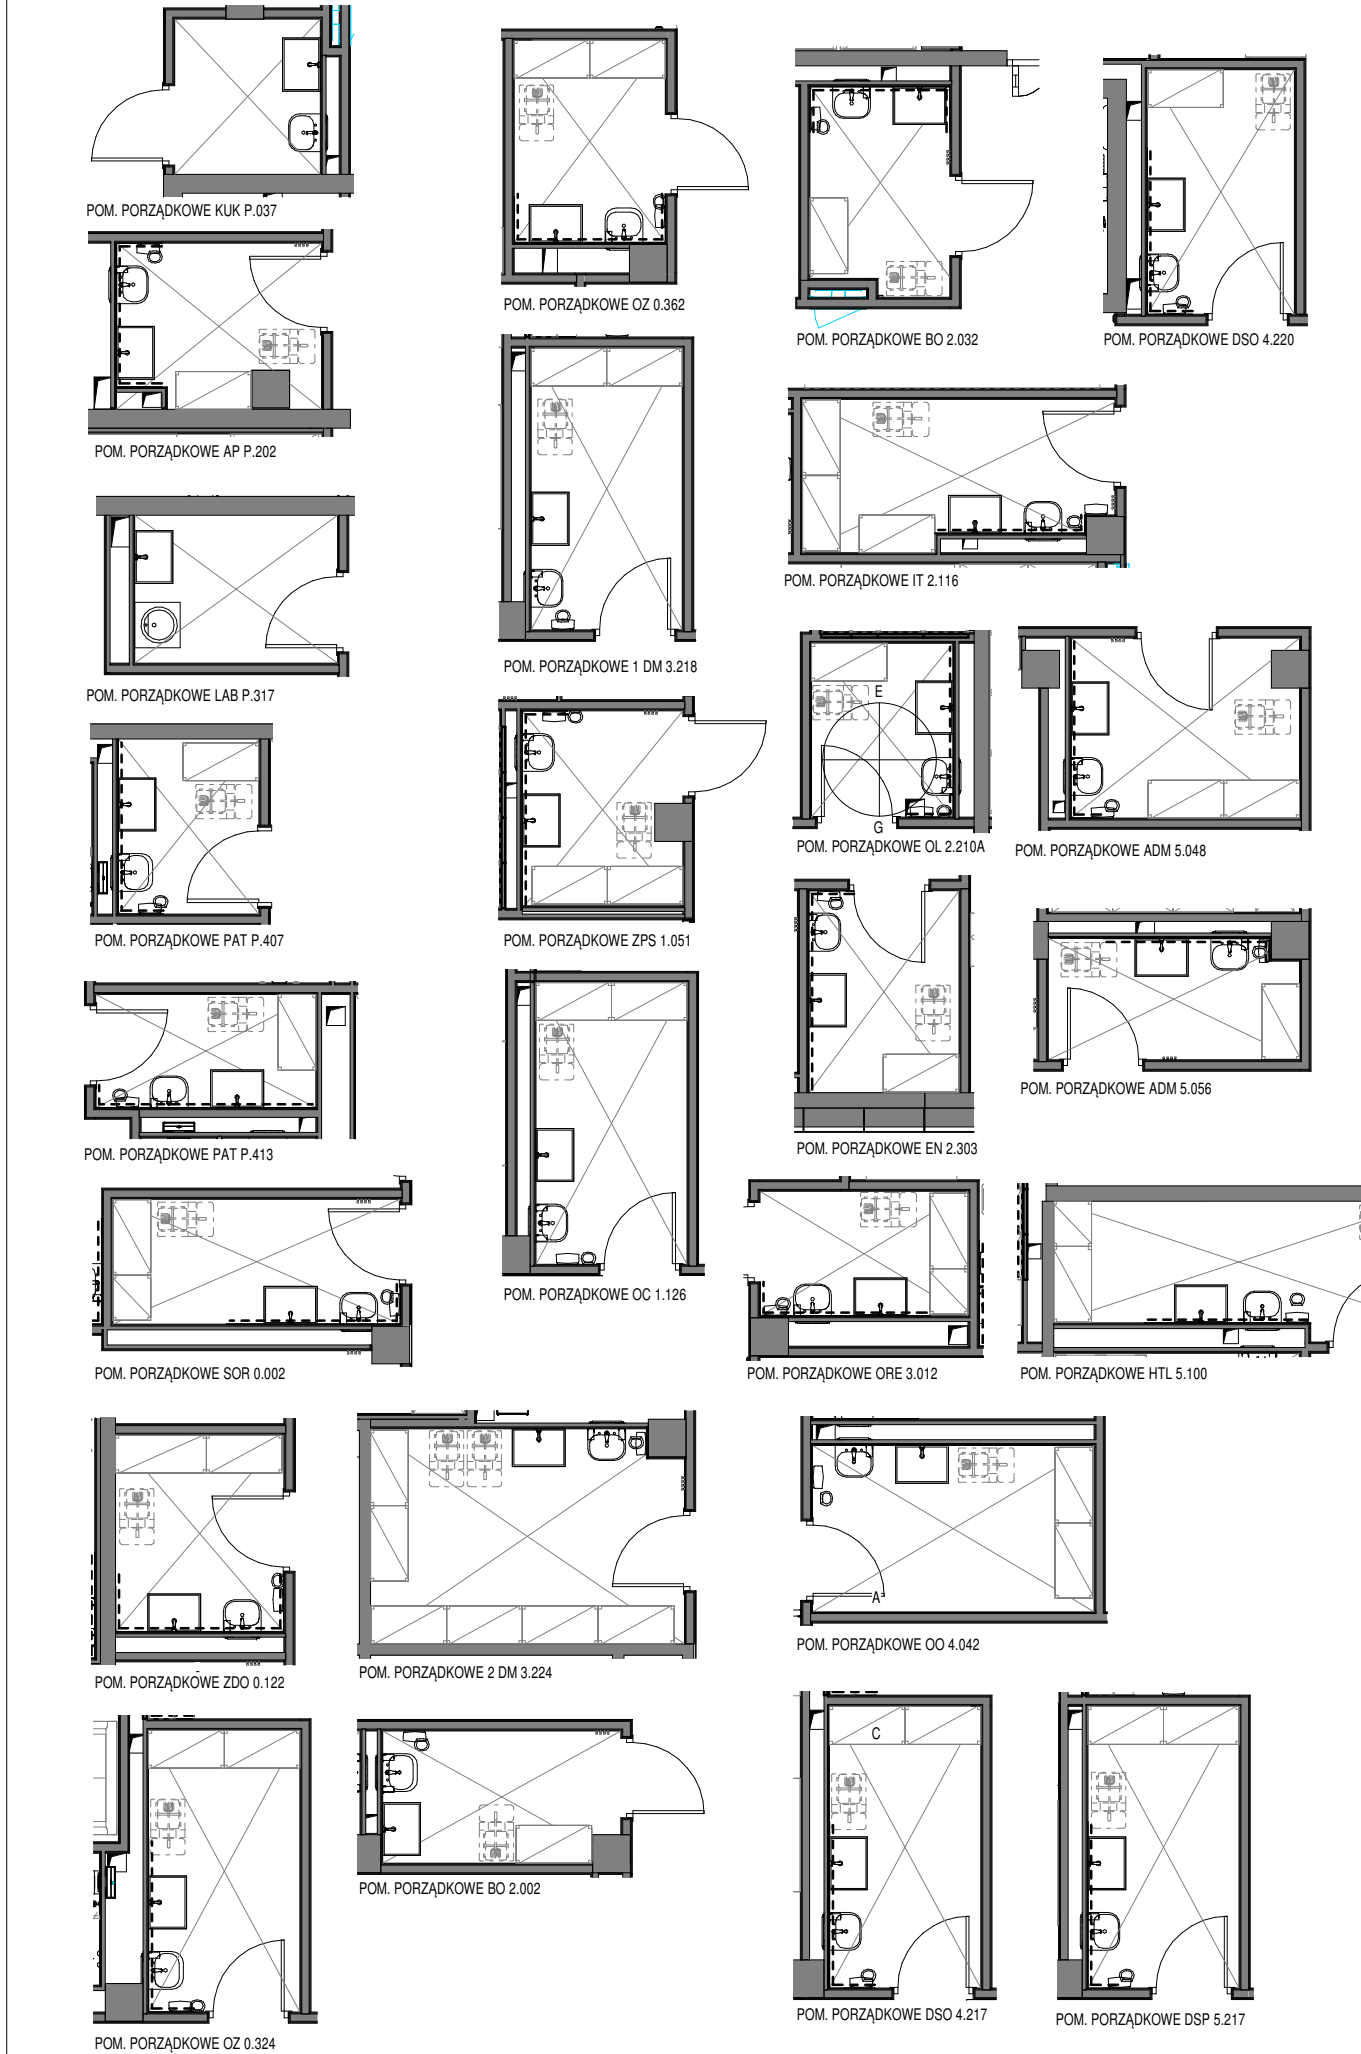 POM. PORZĄDKOWE KUK P.037
POM. PORZĄDKOWE OZ 0.362
POM. PORZĄDKOWE BO 2.032
POM. PORZĄDKOWE DSO 4.220
POM. PORZĄDKOWE AP P.202
POM. PORZĄDKOWE IT 2.116
POM. PORZĄDKOWE 1 DM 3.218
POM. PORZĄDKOWE LAB P.317
E
G
POM. PORZĄDKOWE OL 2.210A
POM. PORZĄDKOWE ADM 5.048
POM. PORZĄDKOWE PAT P.407
POM. PORZĄDKOWE ZPS 1.051
POM. PORZĄDKOWE ADM 5.056
POM. PORZĄDKOWE EN 2.303
POM. PORZĄDKOWE PAT P.413
POM. PORZĄDKOWE OC 1.126
POM. PORZĄDKOWE SOR 0.002
POM. PORZĄDKOWE ORE 3.012
POM. PORZĄDKOWE HTL 5.100
A
POM. PORZĄDKOWE OO 4.042
POM. PORZĄDKOWE ZDO 0.122
POM. PORZĄDKOWE 2 DM 3.224
C
POM. PORZĄDKOWE BO 2.002
POM. PORZĄDKOWE DSO 4.217
POM. PORZĄDKOWE DSP 5.217
POM. PORZĄDKOWE OZ 0.324